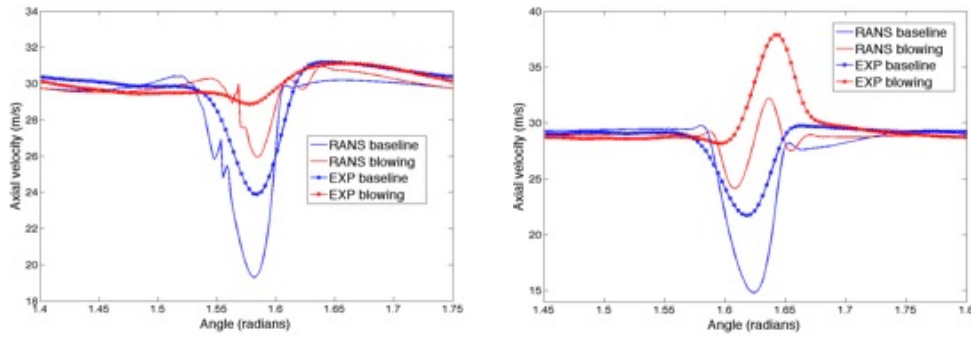 34
32
30
28
26
24
22
20
18
Axial velocity (m/s)
RANS baseline
RANS blowing
EXP baseline
EXP blowing
1.4
1.45
1.5
1.55
1.6
1.65
1.7
1.75
Angle (radians)
40
35
30
25
20
15
Axial velocity (m/s)
RANS baseline
RANS blowing
EXP baseline
EXP blowing
1.45
1.5
1.55
1.6
1.65
1.7
1.75
Angle (radians)